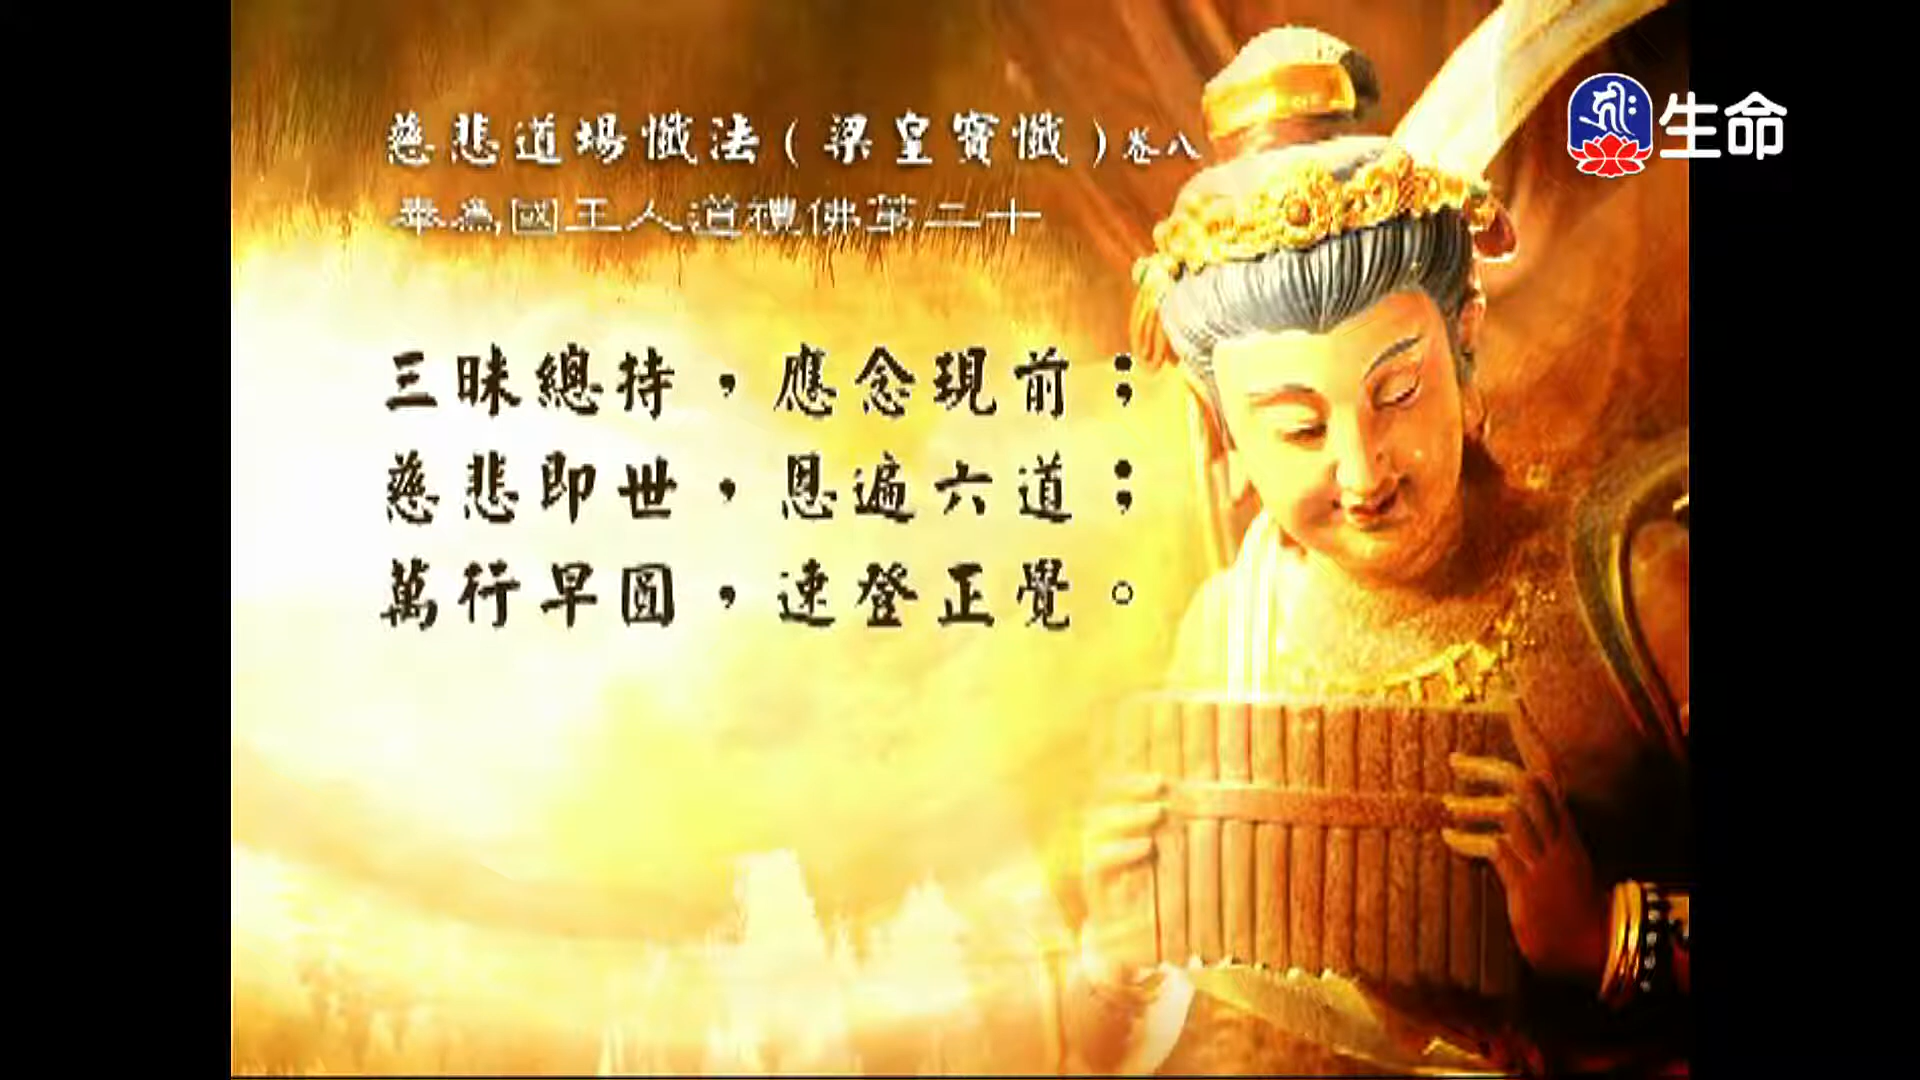 慈悲道場懺法(梁皇寶懺)卷八
奉為國王人道禮佛第二十
三昧總持，應念現前；
慈悲即世，恩遍六道；
萬行早圓，速登正覺。
生命